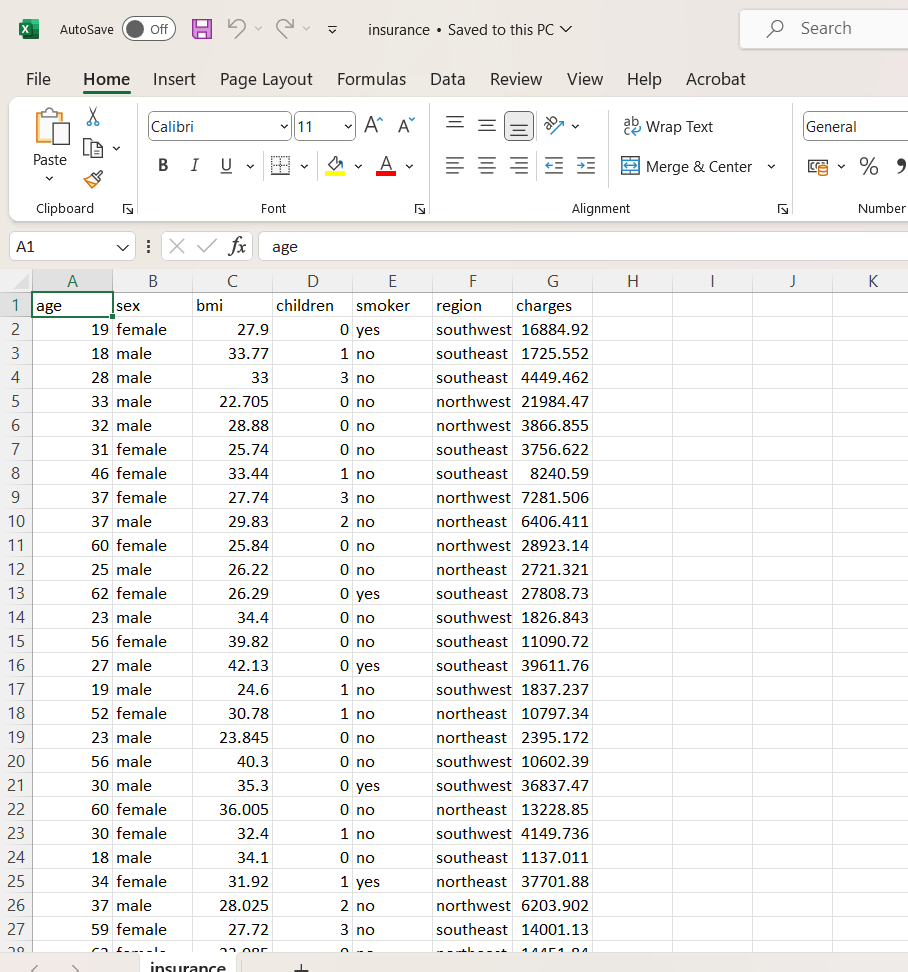 AutoSave Off insurance • Saved to this PC Search
File Home Insert Page Layout Formulas Data Review View Help Acrobat
Paste Calibri 11 A A Wrap Text General
B I U A Merge & Center % 9
Clipboard Font Alignment Number
A1 fx age
A B C D E F G H I J K
1 age sex bmi children smoker region charges
2 19 female 27.9 0 yes southwest 16884.92
3 18 male 33.77 1 no southeast 1725.552
4 28 male 33 3 no southeast 4449.462
5 33 male 22.705 0 no northwest 21984.47
6 32 male 28.88 0 no northwest 3866.855
7 31 female 25.74 0 no southeast 3756.622
8 46 female 33.44 1 no southeast 8240.59
9 37 female 27.74 3 no northwest 7281.506
10 37 male 29.83 2 no northeast 6406.411
11 60 female 25.84 0 no northwest 28923.14
12 25 male 26.22 0 no northeast 2721.321
13 62 female 26.29 0 yes southeast 27808.73
14 23 male 34.4 0 no southwest 1826.843
15 56 female 39.82 0 no southeast 11090.72
16 27 male 42.13 0 yes southeast 39611.76
17 19 male 24.6 1 no southwest 1837.237
18 52 female 30.78 1 no northeast 10797.34
19 23 male 23.845 0 no northeast 2395.172
20 56 male 40.3 0 no southwest 10602.39
21 30 male 35.3 0 yes southwest 36837.47
22 60 female 36.005 0 no northeast 13228.85
23 30 female 32.4 1 no southwest 4149.736
24 18 male 34.1 0 no southeast 1137.011
25 34 female 31.92 1 yes northeast 37701.88
26 37 male 28.025 2 no northwest 6203.902
27 59 female 27.72 3 no southeast 14001.13
insurance